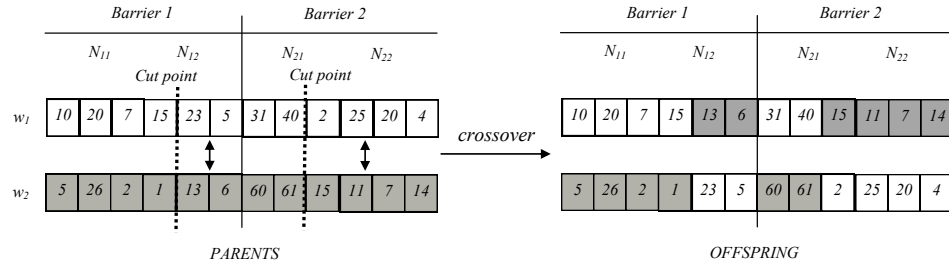 Barrier 1 Barrier 2 Barrier 1 Barrier 2
N11 N12 N21 N22 N11 N12 N21 N22
Cut point Cut point
w1 10 20 7 15 23 5 31 40 2 25 20 4 10 20 7 15 13 6 31 40 15 11 7 14
crossover
w2 5 26 2 1 13 6 60 61 15 11 7 14 5 26 2 1 23 5 60 61 2 25 20 4
PARENTS OFFSPRING